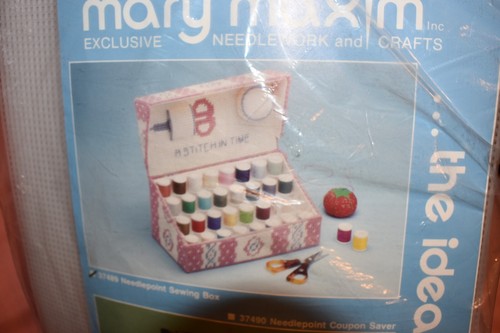 mary maxim Inc
EXCLUSIVE NEEDLEWORK and CRAFTS
A STITCH IN TIME
...the idea
37489 Needlepoint Sewing Box
37490 Needlepoint Coupon Saver